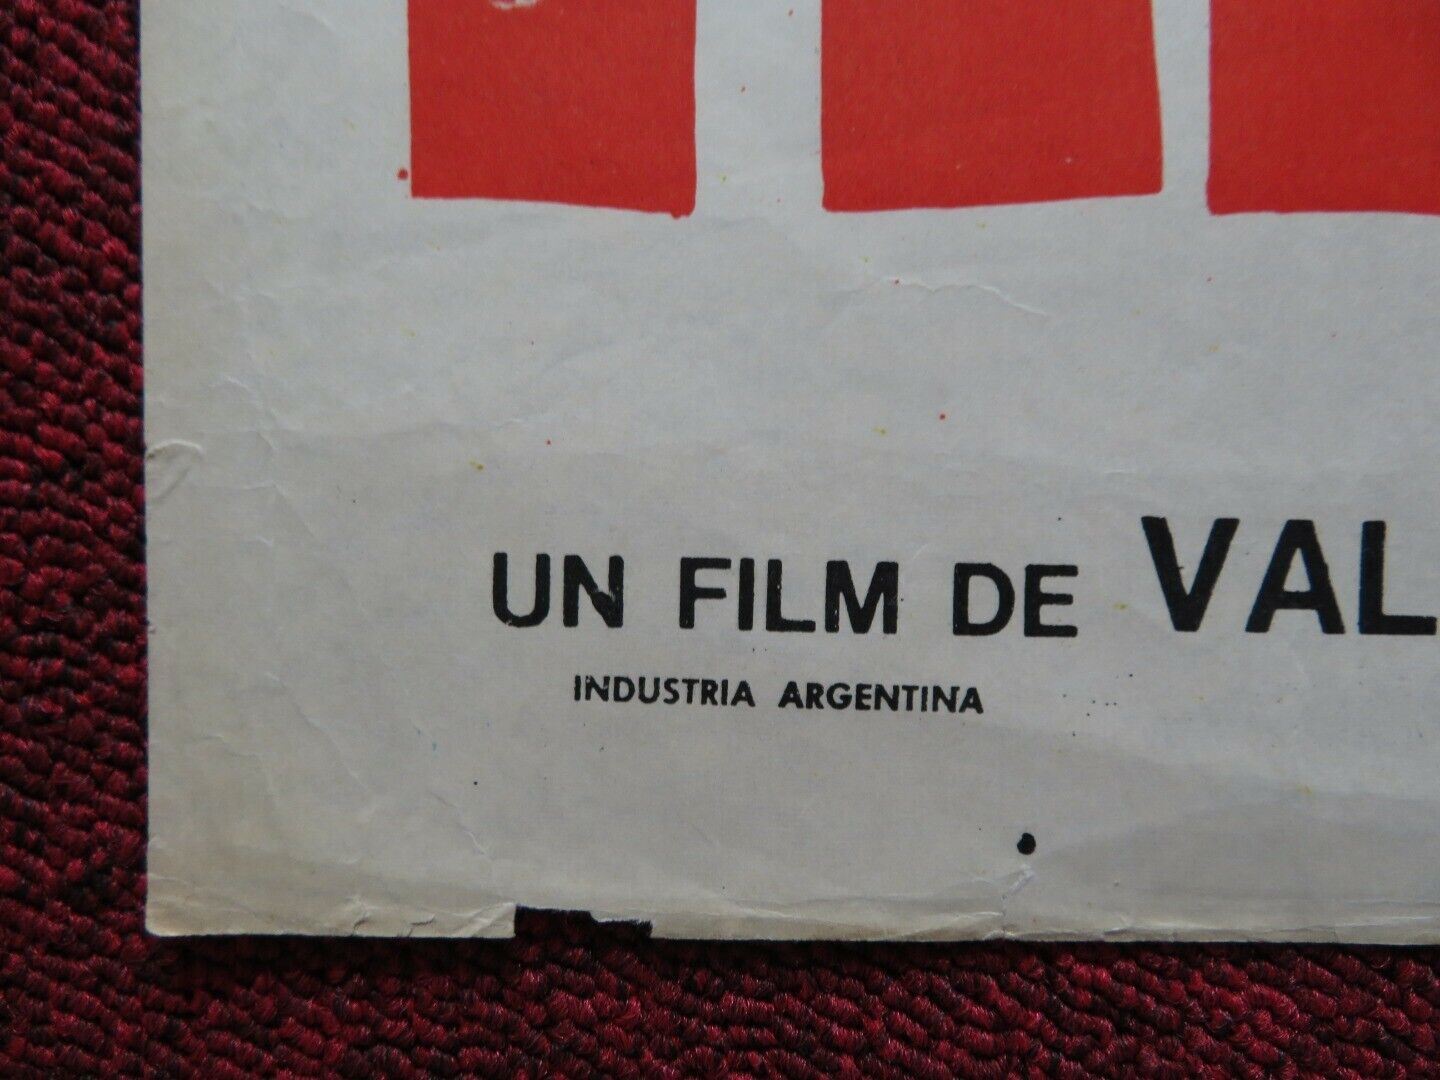 UN FILM DE VAL
INDUSTRIA ARGENTINA